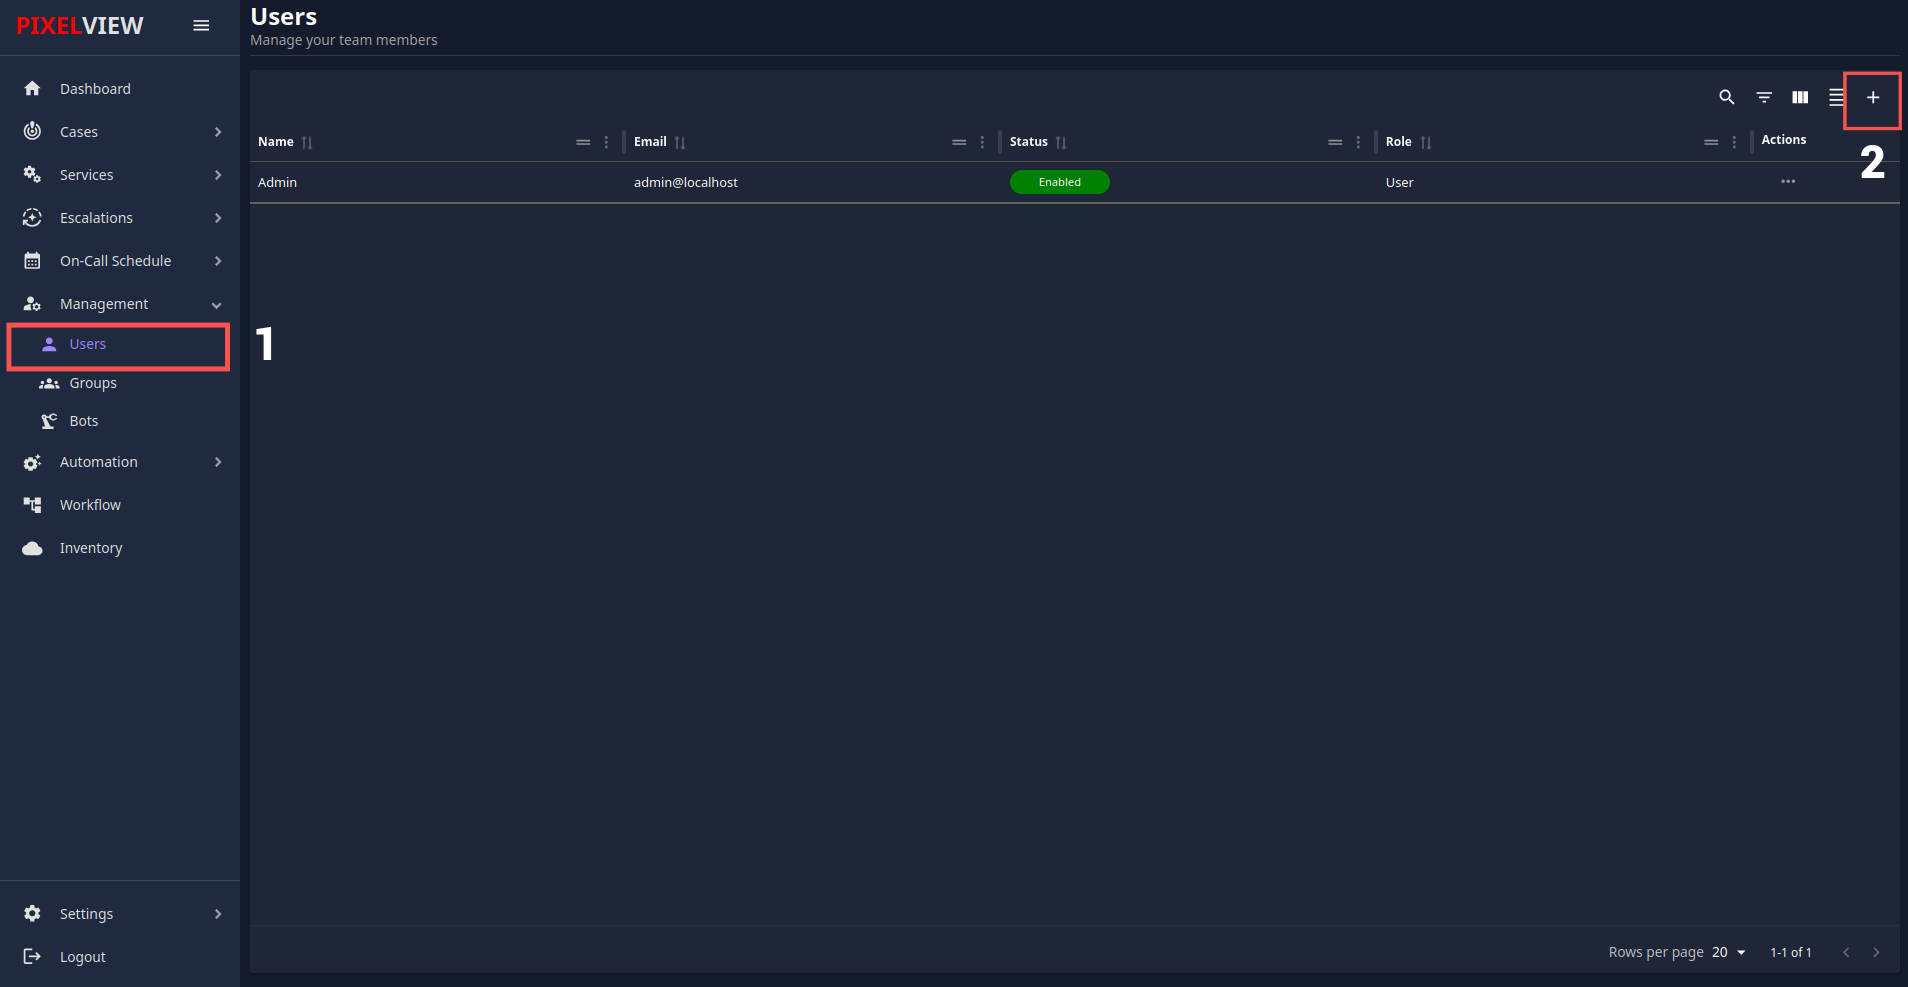 PIXELVIEW
Dashboard
Cases
Services
Escalations
On-Call Schedule
Management
Users
Groups
Bots
Automation
Workflow
Inventory
Settings
Logout
Users
Manage your team members
Name Email Status Role Actions
Admin admin@localhost Enabled User
1
2
Rows per page 20 1-1 of 1